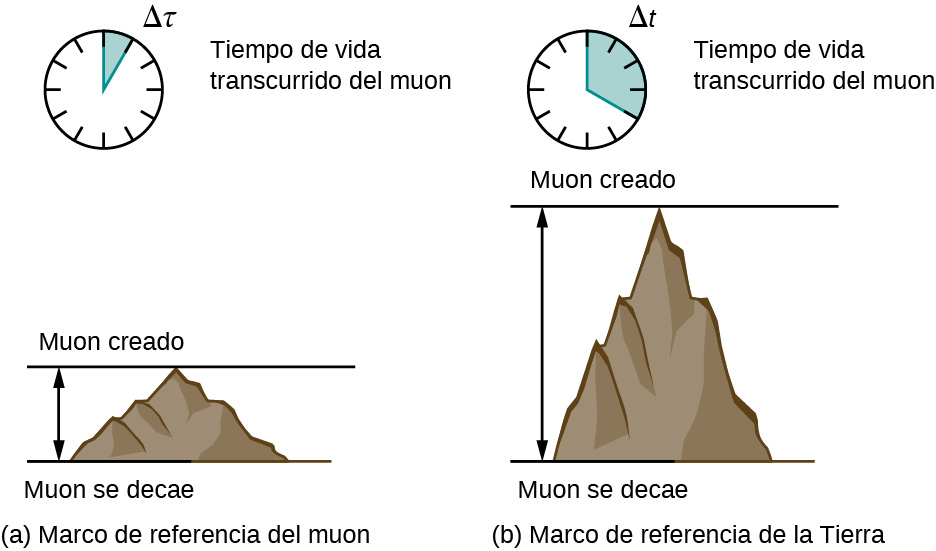 Δτ
Tiempo de vida
transcurrido del muon
Δt
Tiempo de vida
transcurrido del muon
Muon creado
Muon creado
Muon se decae
Muon se decae
(a) Marco de referencia del muon
(b) Marco de referencia de la Tierra